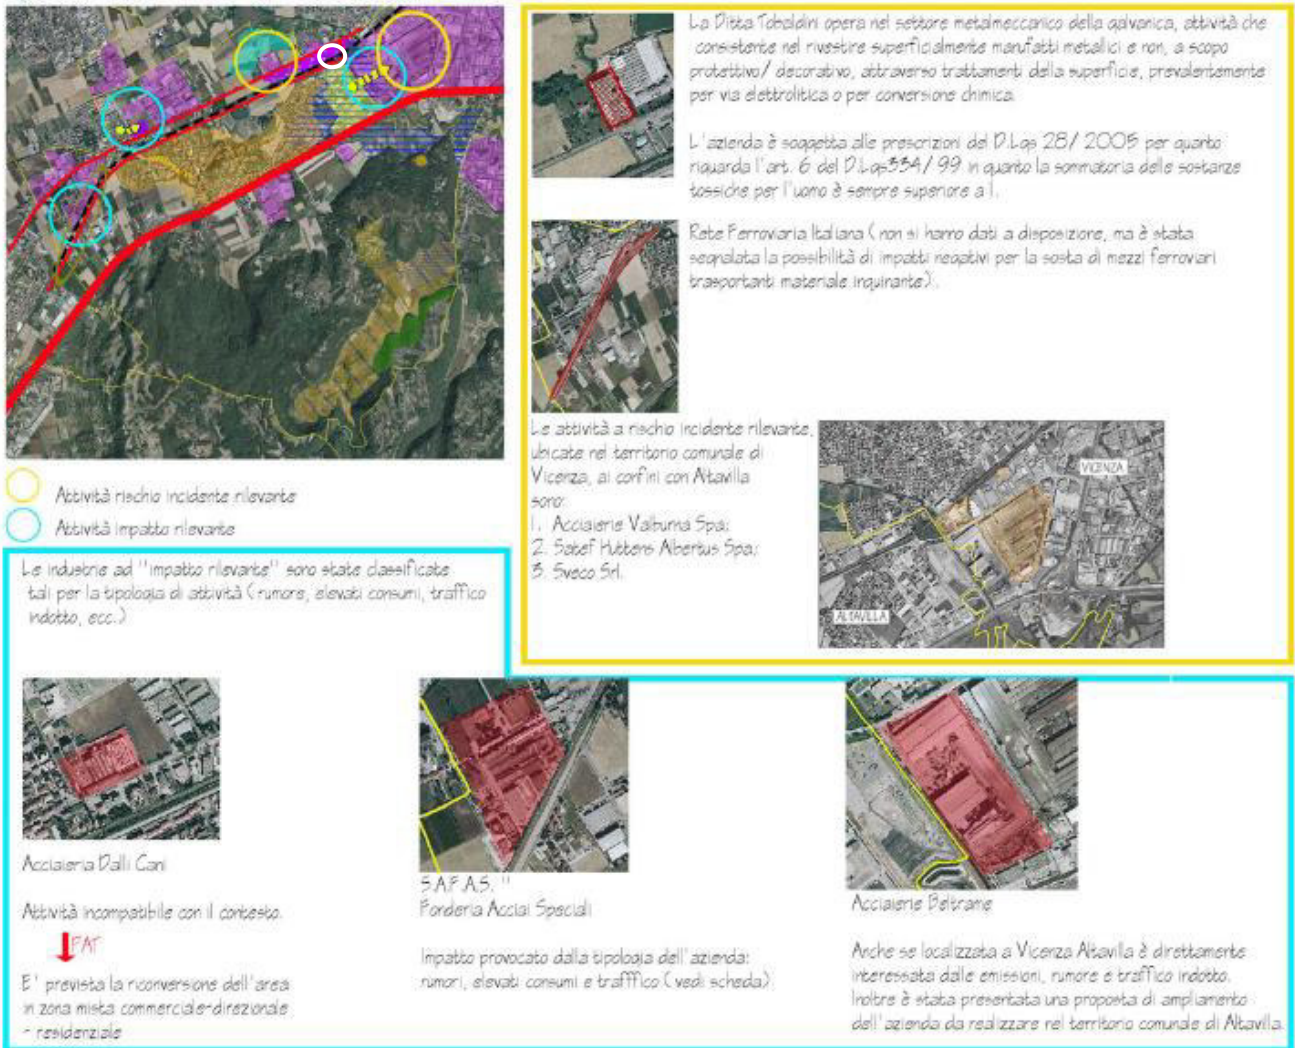 La Ditta Tobaldini opera nel settore metalmeccanico della galvanica, attività che
consistente nel rivestire superficialmente manufatti metallici e non, a scopo
protettivo/ decorativo, attraverso trattamenti della superficie, prevalentemente
per via elettrolitica o per conversione chimica.
L'azienda è soggetta alle prescrizioni del D.Lgs 28/ 2005 per quanto
riguarda l'art. 6 del D.Lgs334/ 99 in quanto la sommatoria delle sostanze
tossiche per l'uomo è sempre superiore a 1.
Rete Ferroviaria Italiana ( non si hanno dati a disposizione, ma è stata
segnalata la possibilità di impatti negativi per la sosta di mezzi ferroviari
trasportanti materiale inquinante).
Le attività a rischio incidente rilevante,
ubicate nel territorio comunale di
Vicenza, ai confini con Altavilla
sono:
1. Acciaierie Valbruna Spa;
2. Satef Huttens Albertus Spa;
3. Sveco Srl.
VICENZA
ALTAVILLA
Attività rischio incidente rilevante
Attività impatto rilevante
Le industrie ad "impatto rilevante" sono state classificate
tali per la tipologia di attività ( rumore, elevati consumi, traffico
indotto, ecc.)
Acciaieria Dalli Cani
Attività incompatibile con il contesto.
PAT
E' prevista la riconversione dell'area
in zona mista commerciale-direzionale
- residenziale
S.A.F.A.S. "
Fonderia Acciai Speciali
Impatto provocato dalla tipologia dell'azienda:
rumori, elevati consumi e trafffico ( vedi scheda)
Acciaierie Beltrame
Anche se localizzata a Vicenza Altavilla è direttamente
interessata dalle emissioni, rumore e traffico indotto.
Inoltre è stata presentata una proposta di ampliamento
dell'azienda da realizzare nel territorio comunale di Altavilla.